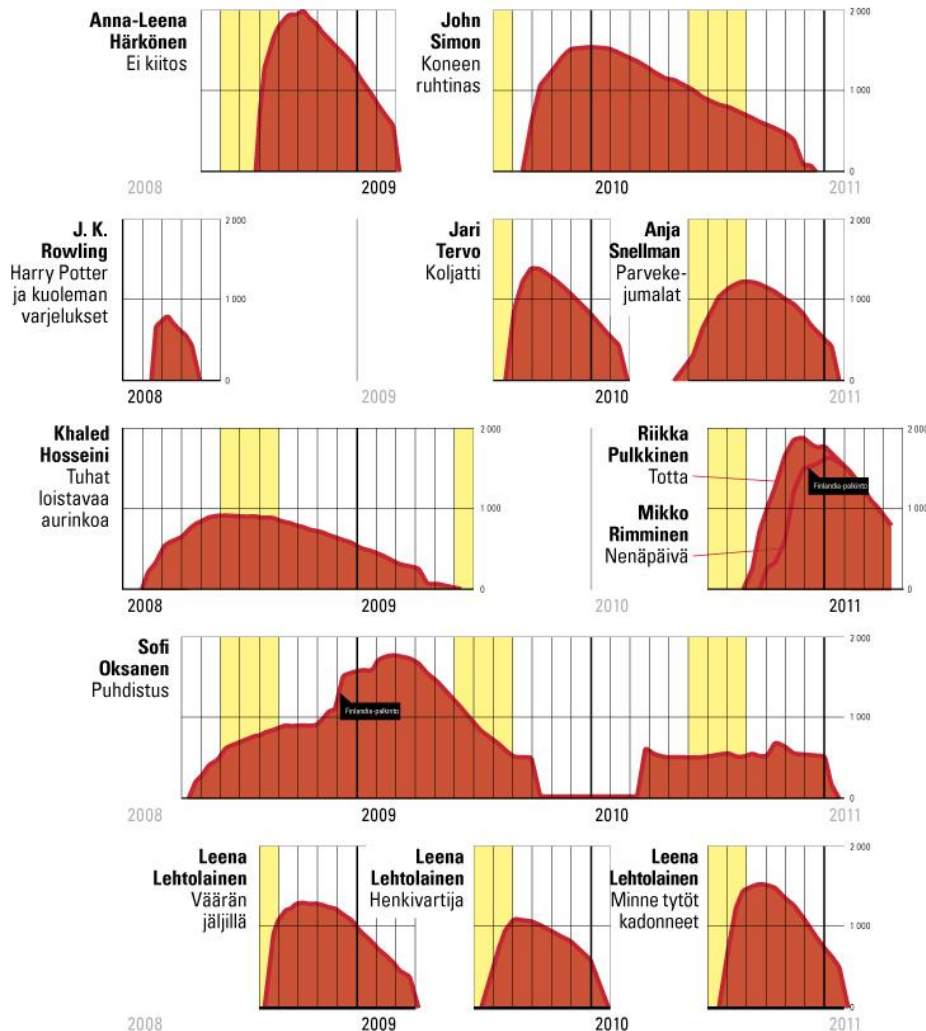 Anna-Leena
Härkönen
Ei kiitos
John
Simon
Koneen
ruhtinas
2 000
1 000
0
2008
2009
2010
2011
J. K.
Rowling
Harry Potter
ja kuoleman
varjelukset
2 000
1 000
0
Jari
Tervo
Koljatti
Anja
Snellman
Parveke-
jumalat
2 000
1 000
0
2008
2009
2010
2011
Khaled
Hosseini
Tuhat
loistavaa
aurinkoa
2 000
1 000
0
Riikka
Pulkkinen
Totta
Mikko
Rimminen
Nenäpäivä
Finlandia-palkinto
2 000
1 000
0
2008
2009
2010
2011
Sofi
Oksanen
Puhdistus
Finlandia-palkinto
2 000
1 000
0
2008
2009
2010
2011
Leena
Lehtolainen
Väärän
jäljillä
Leena
Lehtolainen
Henkivartija
Leena
Lehtolainen
Minne tytöt
kadonneet
2 000
1 000
0
2008
2009
2010
2011